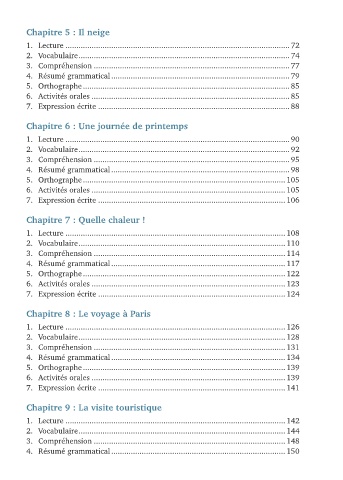 Chapitre 5 : Il neige
1. Lecture ........ 72
2. Vocabulaire ........ 74
3. Compréhension ........ 77
4. Résumé grammatical ........ 79
5. Orthographe ........ 85
6. Activités orales ........ 85
7. Expression écrite ........ 88
Chapitre 6 : Une journée de printemps
1. Lecture ........ 90
2. Vocabulaire ........ 92
3. Compréhension ........ 95
4. Résumé grammatical ........ 98
5. Orthographe ........ 105
6. Activités orales ........ 105
7. Expression écrite ........ 106
Chapitre 7 : Quelle chaleur !
1. Lecture ........ 108
2. Vocabulaire ........ 110
3. Compréhension ........ 114
4. Résumé grammatical ........ 117
5. Orthographe ........ 122
6. Activités orales ........ 123
7. Expression écrite ........ 124
Chapitre 8 : Le voyage à Paris
1. Lecture ........ 126
2. Vocabulaire ........ 128
3. Compréhension ........ 131
4. Résumé grammatical ........ 134
5. Orthographe ........ 139
6. Activités orales ........ 139
7. Expression écrite ........ 141
Chapitre 9 : La visite touristique
1. Lecture ........ 142
2. Vocabulaire ........ 144
3. Compréhension ........ 148
4. Résumé grammatical ........ 150